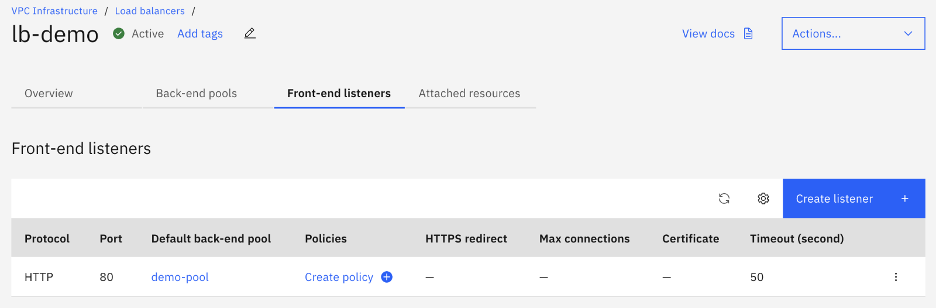 VPC Infrastructure / Load balancers /
lb-demo Active Add tags View docs Actions...
Overview Back-end pools Front-end listeners Attached resources
Front-end listeners
Create listener +
Protocol Port Default back-end pool Policies HTTPS redirect Max connections Certificate Timeout (second)
HTTP 80 demo-pool Create policy — — — 50